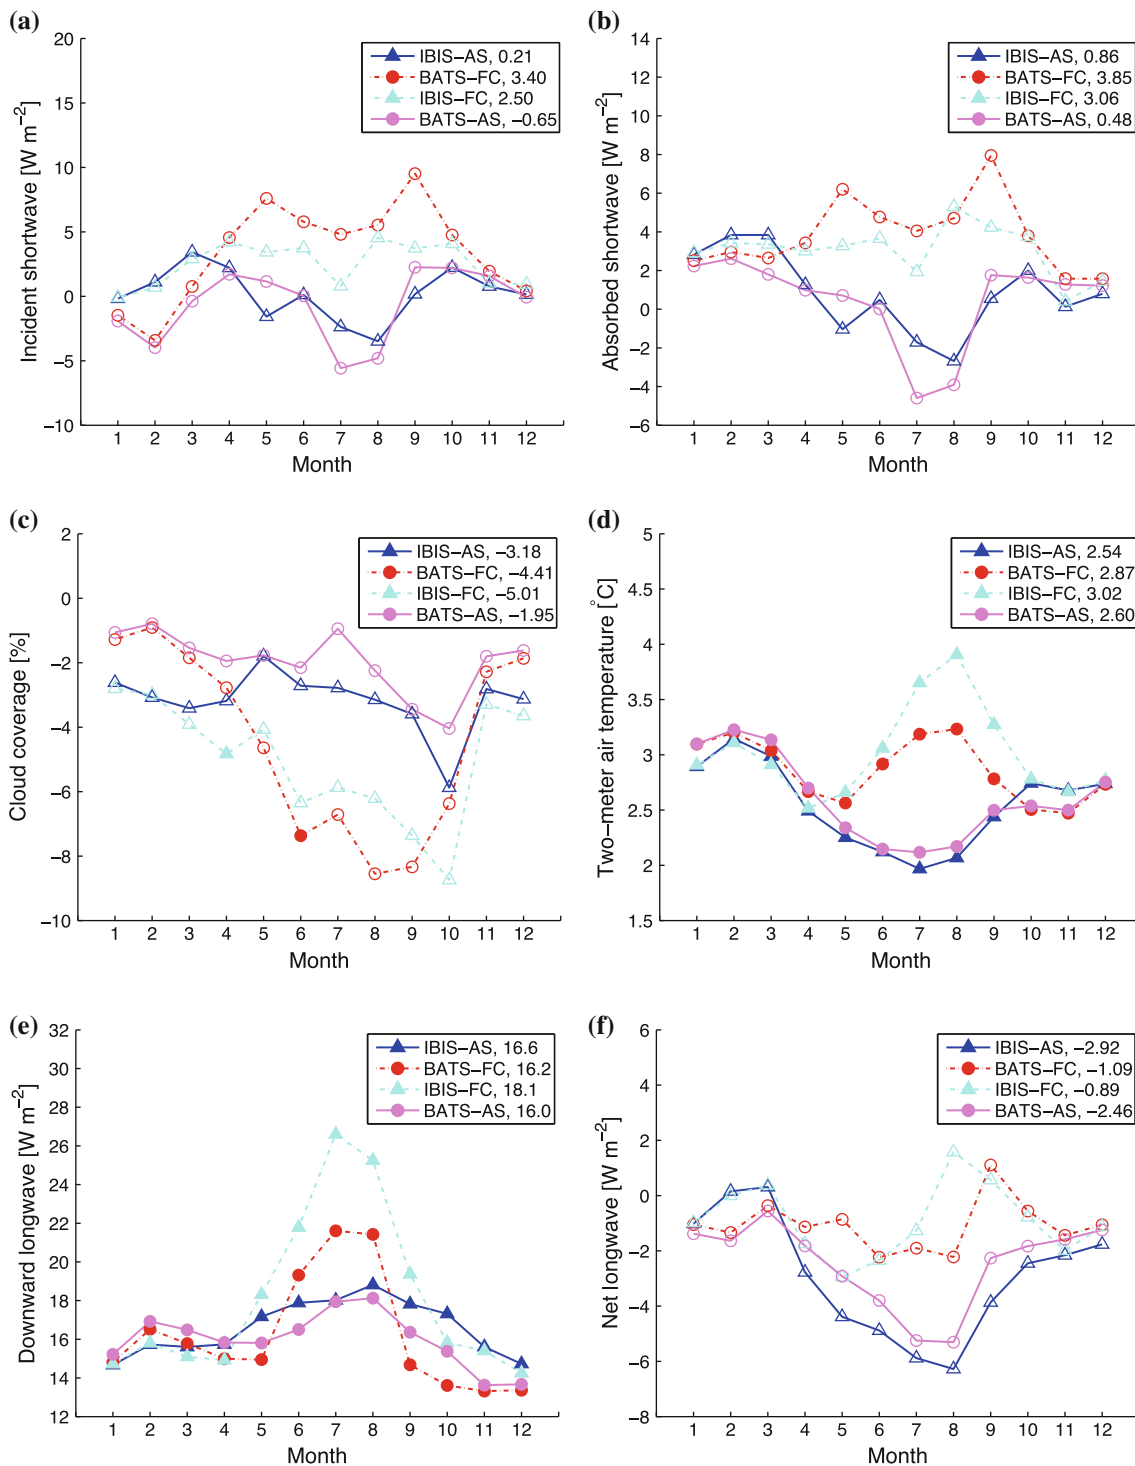 (a)
20
15
10
5
0
−5
−10
Incident shortwave [W m−2]
IBIS−AS, 0.21
BATS−FC, 3.40
IBIS−FC, 2.50
BATS−AS, −0.65
1 2 3 4 5 6 7 8 9 10 11 12
Month
(b)
14
12
10
8
6
4
2
0
−2
−4
−6
Absorbed shortwave [W m−2]
IBIS−AS, 0.86
BATS−FC, 3.85
IBIS−FC, 3.06
BATS−AS, 0.48
1 2 3 4 5 6 7 8 9 10 11 12
Month
(c)
2
0
−2
−4
−6
−8
−10
Cloud coverage [%]
IBIS−AS, −3.18
BATS−FC, −4.41
IBIS−FC, −5.01
BATS−AS, −1.95
1 2 3 4 5 6 7 8 9 10 11 12
Month
(d)
5
4.5
4
3.5
3
2.5
2
1.5
Two−meter air temperature [°C]
IBIS−AS, 2.54
BATS−FC, 2.87
IBIS−FC, 3.02
BATS−AS, 2.60
1 2 3 4 5 6 7 8 9 10 11 12
Month
(e)
32
30
28
26
24
22
20
18
16
14
12
Downward longwave [W m−2]
IBIS−AS, 16.6
BATS−FC, 16.2
IBIS−FC, 18.1
BATS−AS, 16.0
1 2 3 4 5 6 7 8 9 10 11 12
Month
(f)
6
4
2
0
−2
−4
−6
−8
Net longwave [W m−2]
IBIS−AS, −2.92
BATS−FC, −1.09
IBIS−FC, −0.89
BATS−AS, −2.46
1 2 3 4 5 6 7 8 9 10 11 12
Month